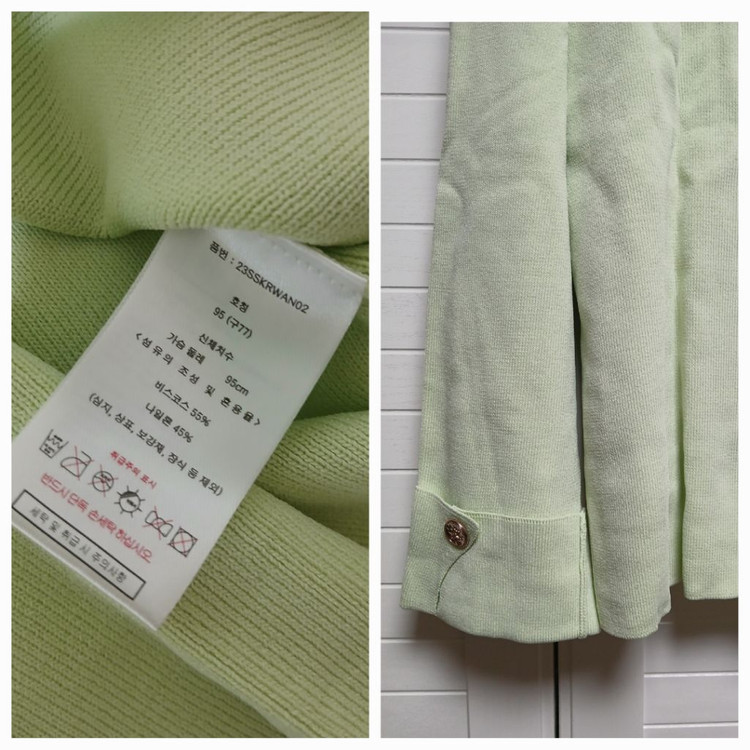 품번 : 23SSKRWAN02
호칭
95 (구77)
신체치수
가슴둘레 95cm
<섬유의 조성 및 혼용율>
비스코스 55%
나일론 45%
(심지, 상표, 보강재, 장식 등 제외)
취급주의 표시
반드시 단독 손세탁 하십시오
세탁 및 취급 시 주의사항